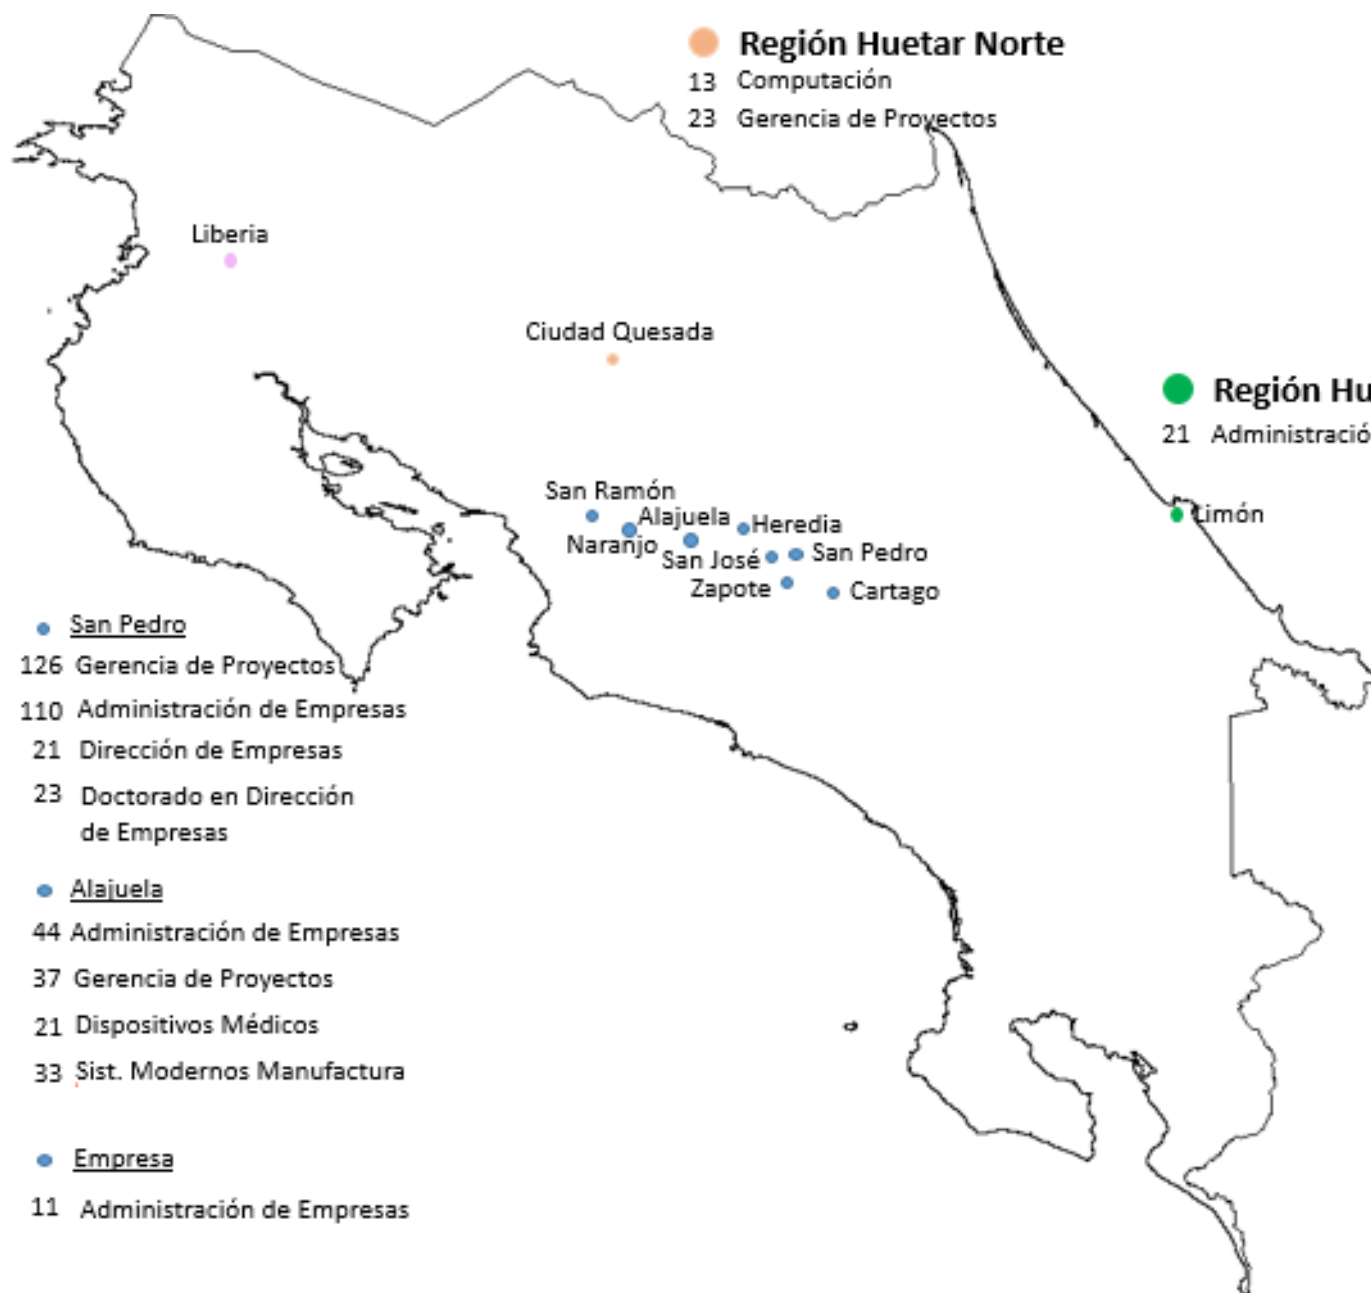 Región Huetar Norte
13 Computación
23 Gerencia de Proyectos
Liberia
Ciudad Quesada
Región Hu
21 Administració
San Ramón
Alajuela
Heredia
Limón
Naranjo
San José
San Pedro
Zapote
Cartago
San Pedro
126 Gerencia de Proyectos
110 Administración de Empresas
21 Dirección de Empresas
23 Doctorado en Dirección
de Empresas
Alajuela
44 Administración de Empresas
37 Gerencia de Proyectos
21 Dispositivos Médicos
33 Sist. Modernos Manufactura
Empresa
11 Administración de Empresas